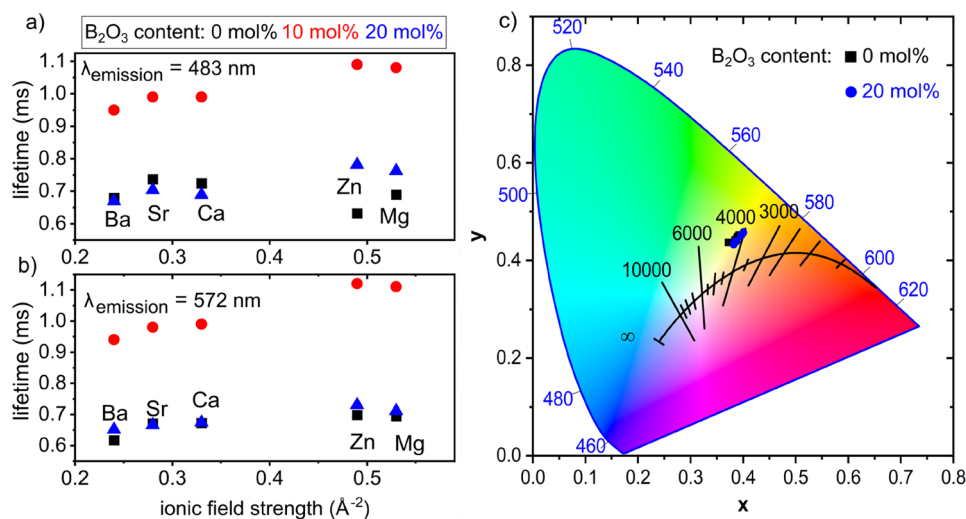 a)
B₂O₃ content: 0 mol% 10 mol% 20 mol%
λemission = 483 nm
lifetime (ms)
1.1
1.0
0.9
0.8
0.7
0.6
Ba
Sr
Ca
Zn
Mg
0.2 0.3 0.4 0.5
b)
λemission = 572 nm
lifetime (ms)
1.1
1.0
0.9
0.8
0.7
0.6
Ba
Sr
Ca
Zn
Mg
0.2 0.3 0.4 0.5
ionic field strength (Å⁻²)
c)
B₂O₃ content: 0 mol%
20 mol%
520
540
560
580
600
620
500
480
460
3000
4000
6000
10000
∞
y
0.8
0.6
0.4
0.2
0.0
0.0 0.1 0.2 0.3 0.4 0.5 0.6 0.7 0.8
x